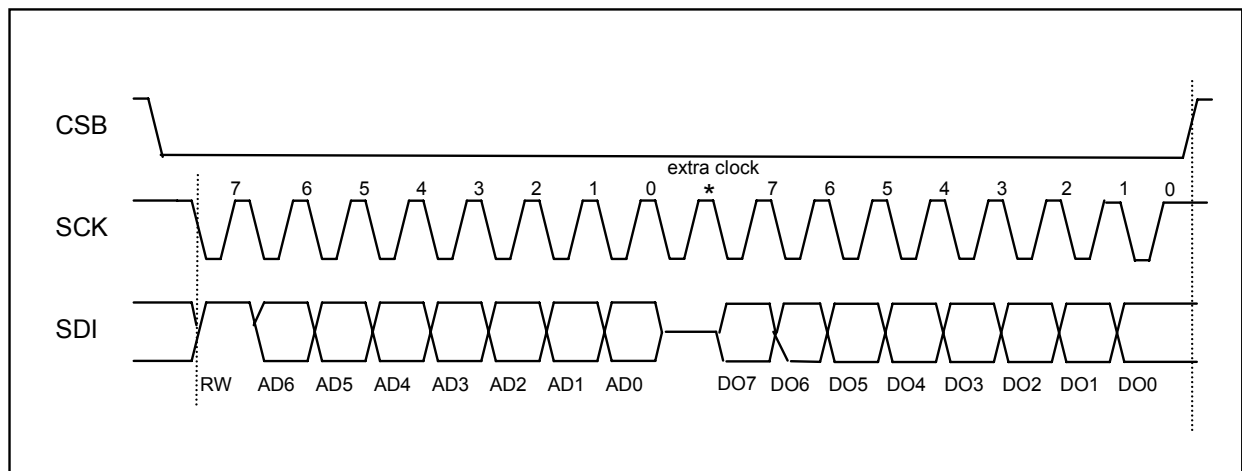 CSB
extra clock
7 6 5 4 3 2 1 0 * 7 6 5 4 3 2 1 0
SCK
SDI
RW AD6 AD5 AD4 AD3 AD2 AD1 AD0 DO7 DO6 DO5 DO4 DO3 DO2 DO1 DO0